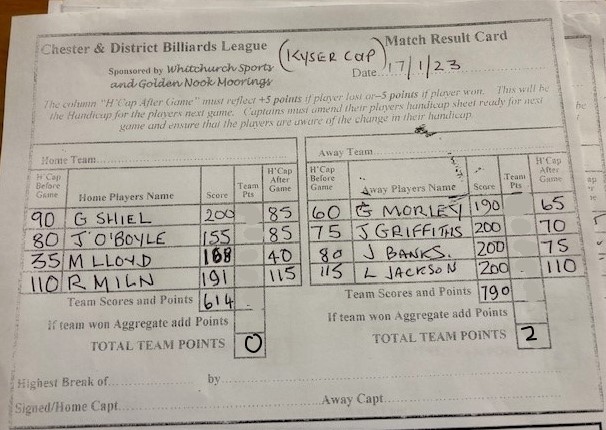 Chester & District Billiards League
(KYSER CUP)
Match Result Card
Sponsored by Whitchurch Sports
and Golden Nook Moorings
Date 17/1/23
The column "H'Cap After Game" must reflect +5 points if player lost or –5 points if player won. This will be
the Handicap for the players next game. Captains must amend their players handicap sheet ready for next
game and ensure that the players are aware of the change in their handicap.
Home Team
H'Cap Before Game Home Players Name Score Team Pts H'Cap After Game
90 G SHIEL 200 85
80 J O'BOYLE 155 85
35 M LLOYD 168 40
110 R MILN 191 115
Team Scores and Points 614
If team won Aggregate add Points
TOTAL TEAM POINTS 0
Away Team
H'Cap Before Game Away Players Name Score Team Pts H'Cap After Game
60 G MORLEY 190 65
75 J GRIFFITHS 200 70
80 J BANKS. 200 75
115 L JACKSON 200 110
Team Scores and Points 790
If team won Aggregate add Points
TOTAL TEAM POINTS 2
Highest Break of by
Signed/Home Capt Away Capt